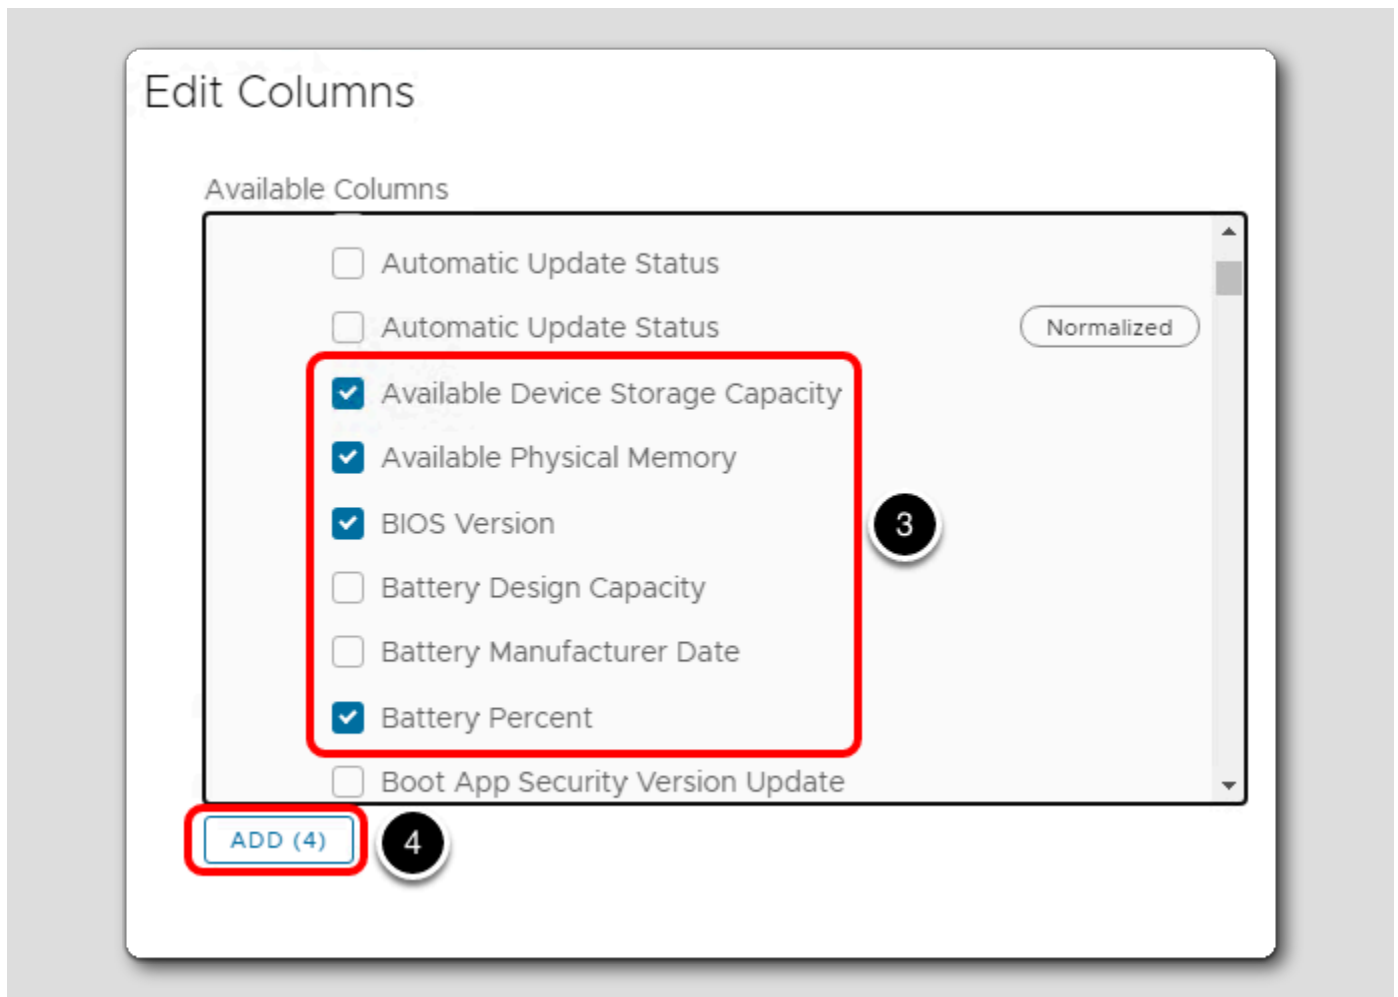 Edit Columns
Available Columns
Automatic Update Status
Automatic Update Status Normalized
Available Device Storage Capacity
Available Physical Memory
BIOS Version
3
Battery Design Capacity
Battery Manufacturer Date
Battery Percent
Boot App Security Version Update
ADD (4)
4